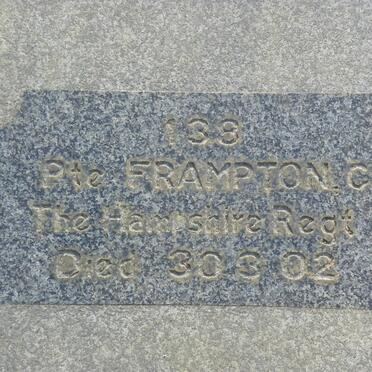 138
Pte FRAMPTON. C
The Hampshire Regt
Died 30 3 02